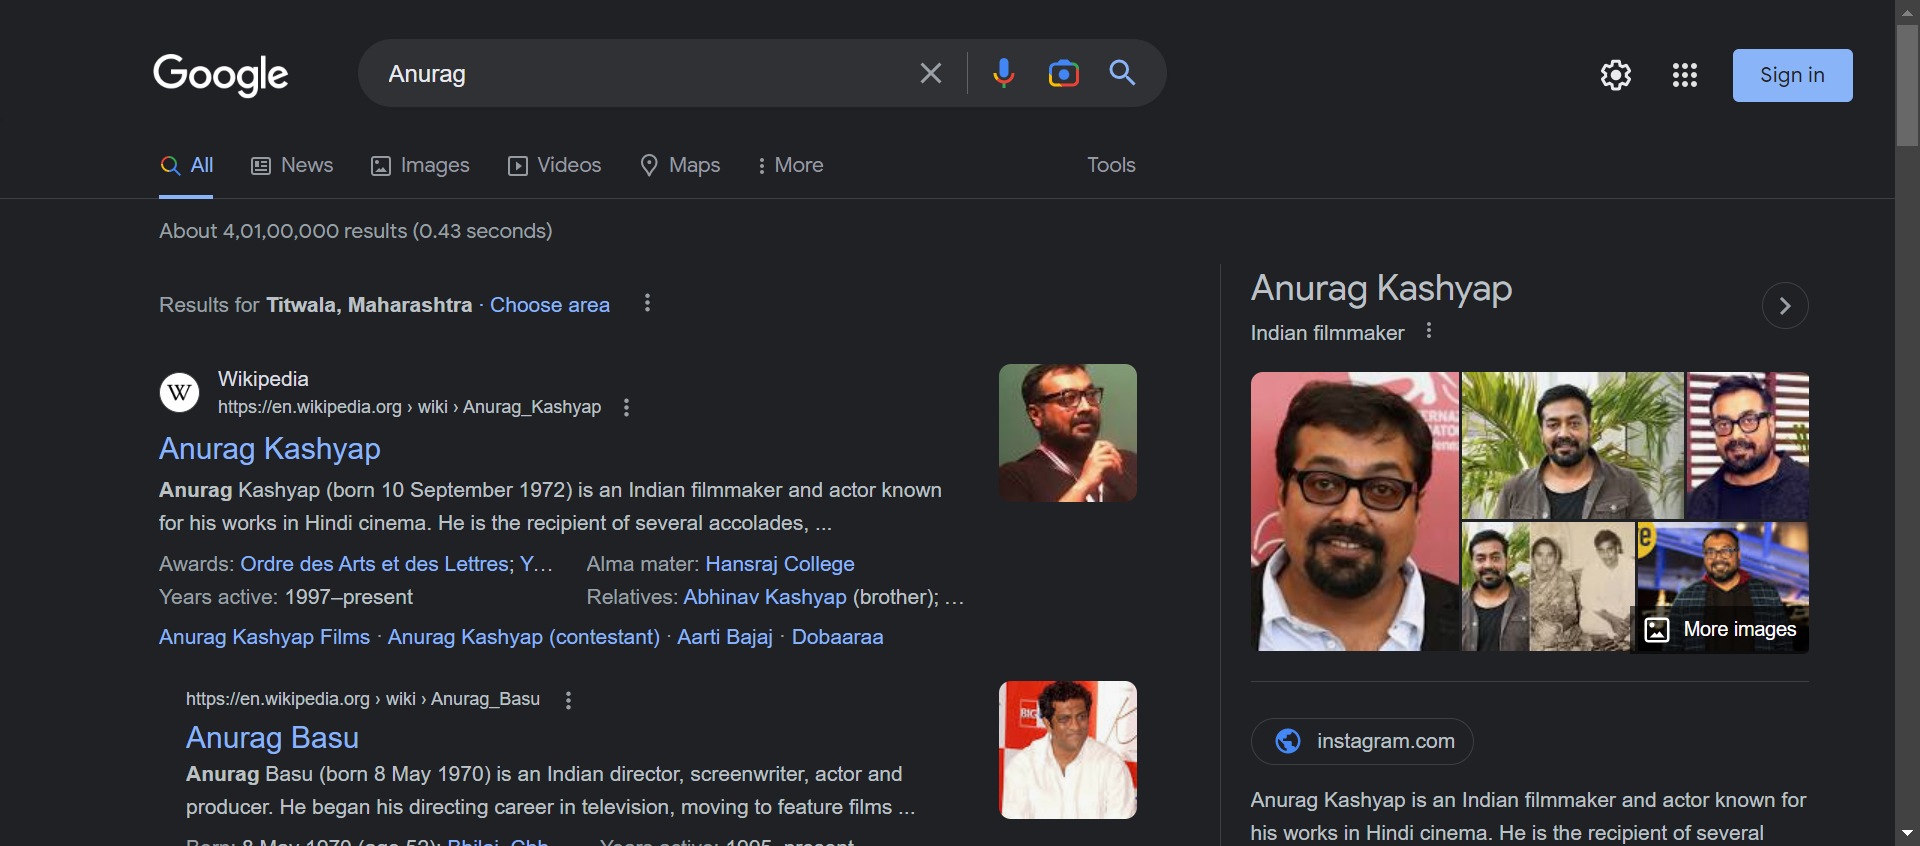 Google
Anurag
Sign in
All
News
Images
Videos
Maps
More
Tools
About 4,01,00,000 results (0.43 seconds)
Results for Titwala, Maharashtra · Choose area
W
Wikipedia
https://en.wikipedia.org › wiki › Anurag_Kashyap
Anurag Kashyap
Anurag Kashyap (born 10 September 1972) is an Indian filmmaker and actor known
for his works in Hindi cinema. He is the recipient of several accolades, ...
Awards: Ordre des Arts et des Lettres; Y...
Alma mater: Hansraj College
Years active: 1997–present
Relatives: Abhinav Kashyap (brother); ...
Anurag Kashyap Films · Anurag Kashyap (contestant) · Aarti Bajaj · Dobaaraa
https://en.wikipedia.org › wiki › Anurag_Basu
Anurag Basu
BIG
Anurag Basu (born 8 May 1970) is an Indian director, screenwriter, actor and
producer. He began his directing career in television, moving to feature films ...
Anurag Kashyap
Indian filmmaker
More images
instagram.com
Anurag Kashyap is an Indian filmmaker and actor known for
his works in Hindi cinema. He is the recipient of several